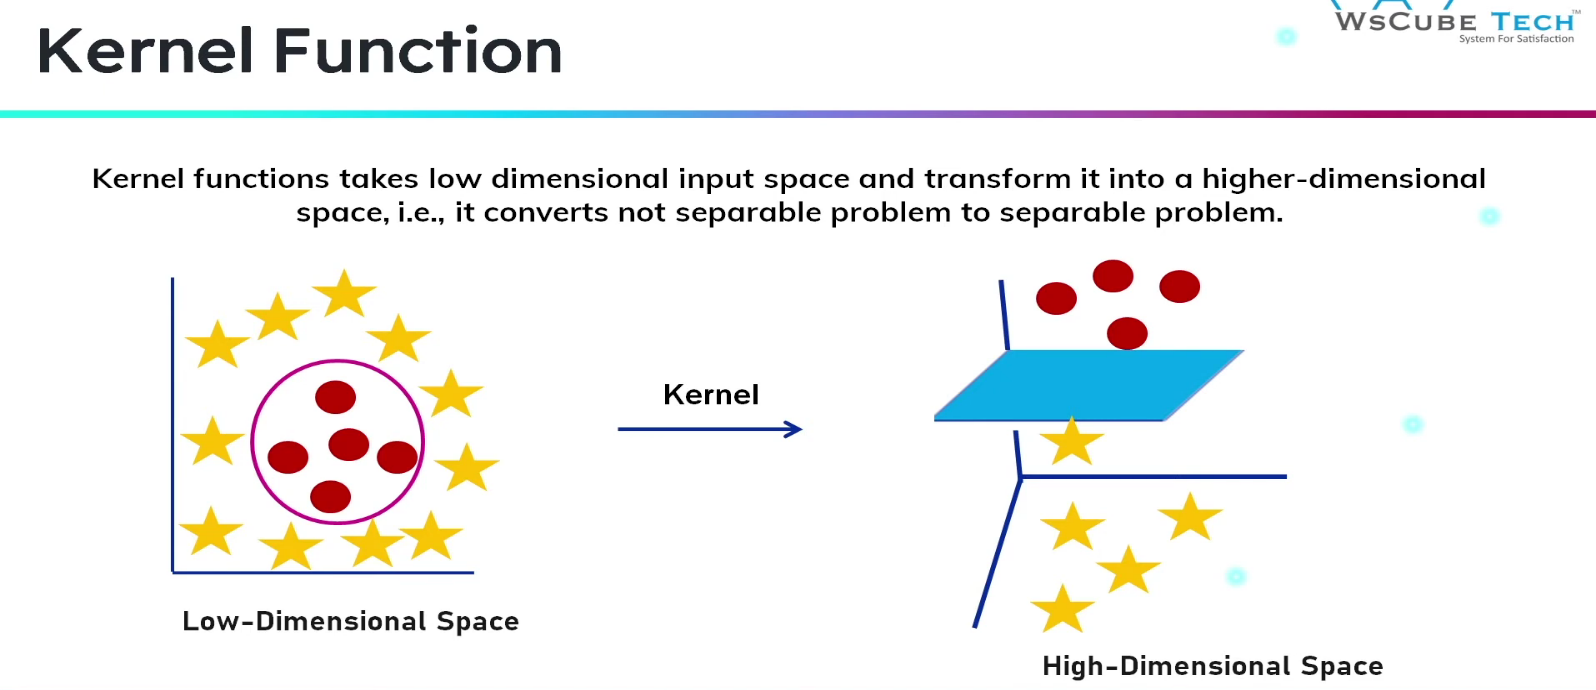 Kernel Function
WSCUBE TECH™
System For Satisfaction
Kernel functions takes low dimensional input space and transform it into a higher-dimensional
space, i.e., it converts not separable problem to separable problem.
Kernel
Low-Dimensional Space
High-Dimensional Space